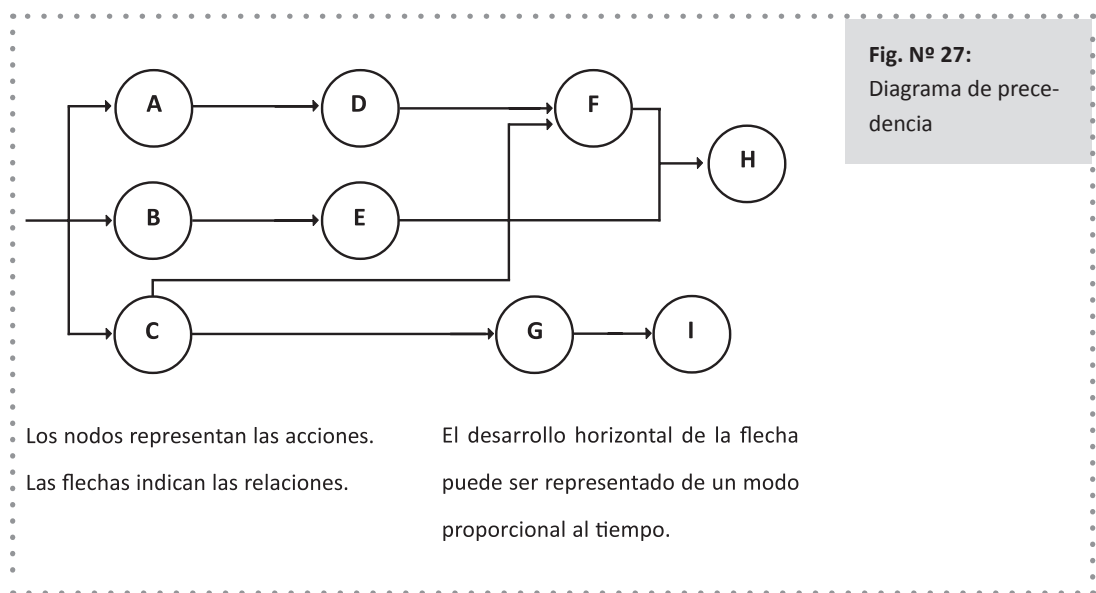 Fig. Nº 27:
Diagrama de prece-
dencia
A
D
F
H
B
E
C
G
I
Los nodos representan las acciones.
Las flechas indican las relaciones.
El desarrollo horizontal de la flecha
puede ser representado de un modo
proporcional al tiempo.